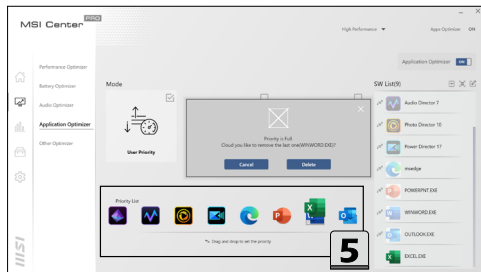 MSI Center PRO
High Performance
Apps Optimizer ON
Application Optimizer ON
Performance Optimizer
Battery Optimizer
Audio Optimizer
Application Optimizer
Other Optimizer
Mode
User Priority
SW List(9)
Audio Director 7
Photo Director 10
Power Director 17
msedge
POWERPNT.EXE
WINWORD.EXE
OUTLOOK.EXE
EXCEL.EXE
Priority is Full
Cloud you like to remove the last one(WINWORD.EXE)?
Cancel
Delete
Priority List
*Drag and drop to set the priority
5
msi